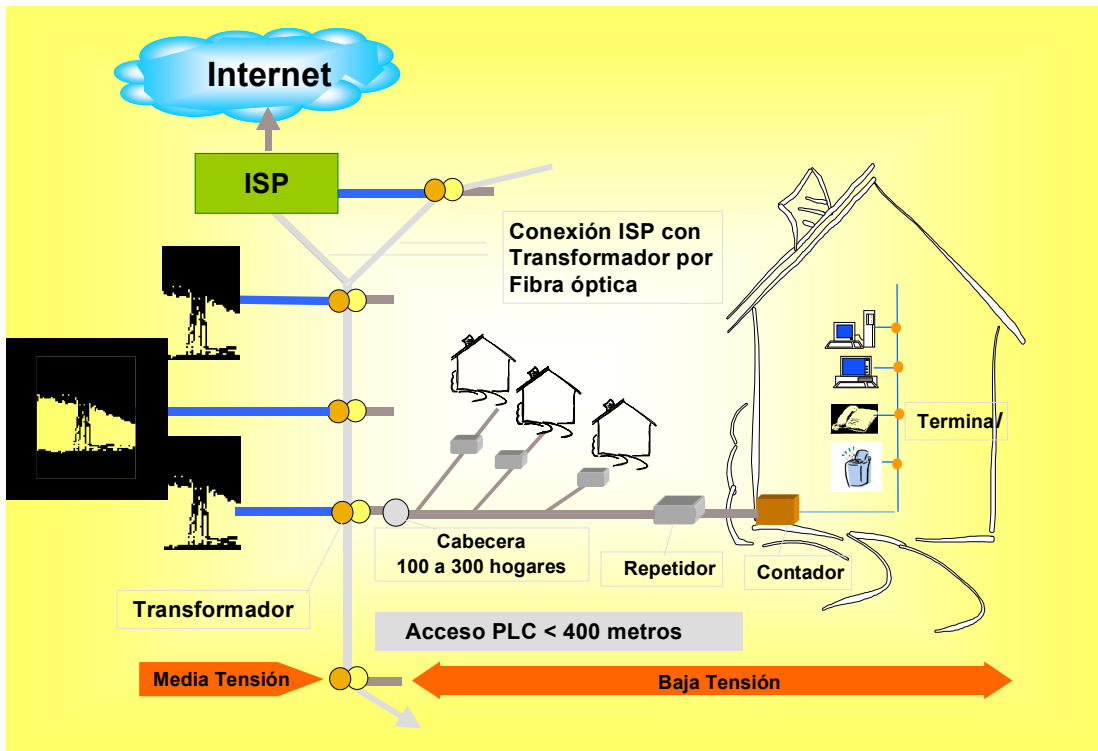 Internet
ISP
Conexión ISP con
Transformador por
Fibra óptica
Terminal
Cabecera
100 a 300 hogares
Repetidor
Contador
Transformador
Acceso PLC < 400 metros
Media Tensión
Baja Tensión